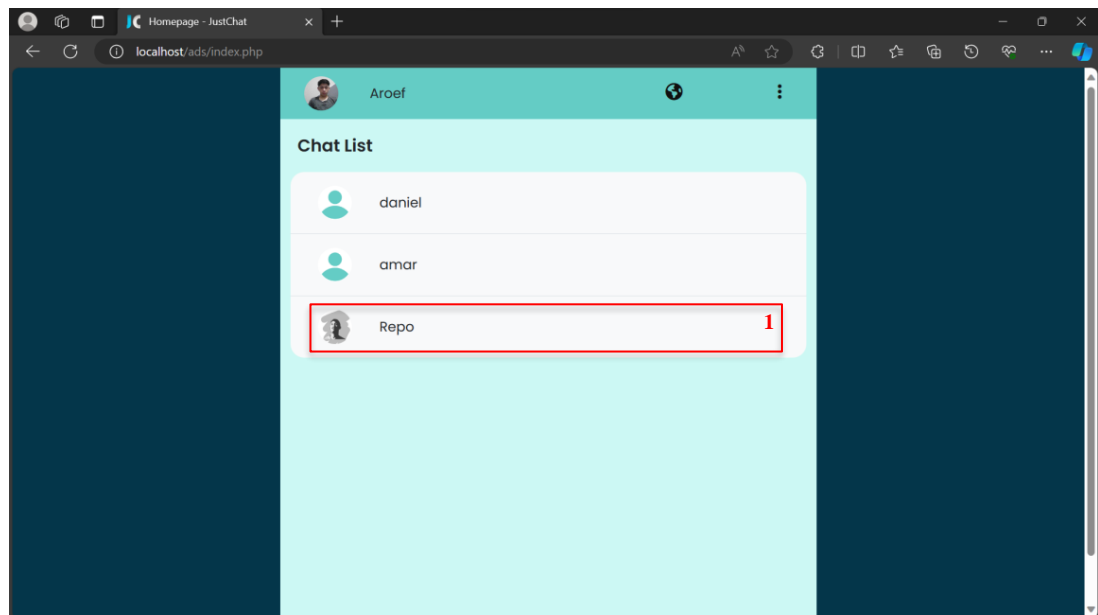 Homepage - JustChat
localhost/ads/index.php
Aroef
Chat List
daniel
amar
Repo 1